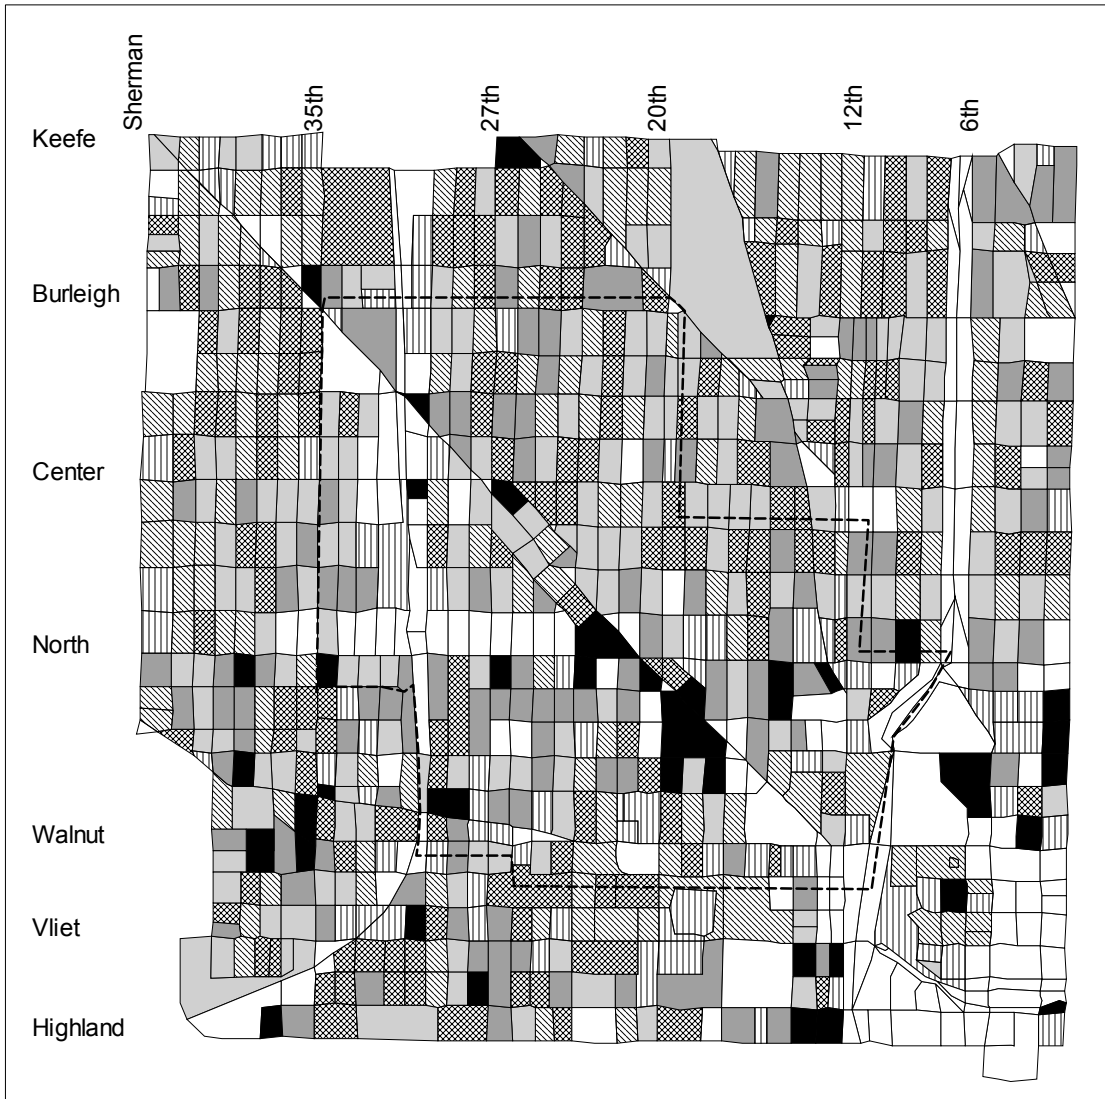 Sherman
35th
27th
20th
12th
6th
Keefe
Burleigh
Center
North
Walnut
Vliet
Highland